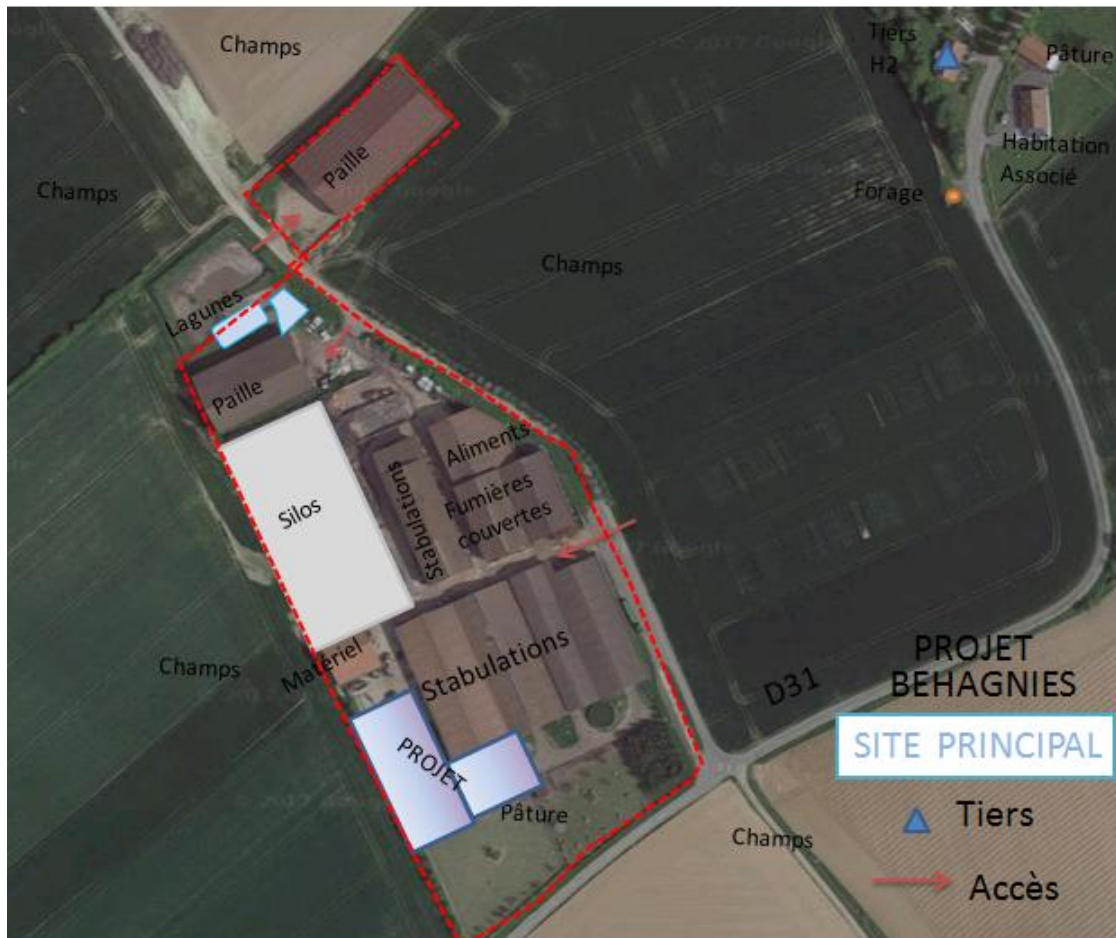 Champs
Tiers
H2
Pâture
Paille
Habitation
Associé
Champs
Forage
Champs
Lagunes
Paille
Aliments
Silos
Stabulations
Fumières
couvertes
Champs
Matériel
Stabulations
D31
PROJET
BEHAGNIES
PROJET
SITE PRINCIPAL
Pâture
Champs
Tiers
Accès